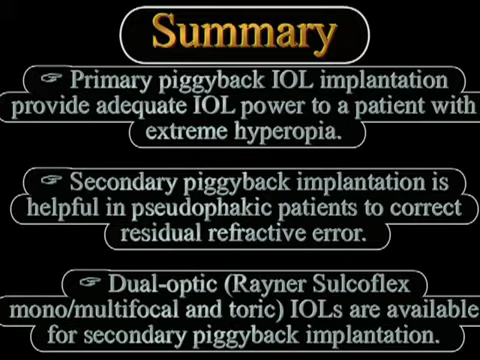 Summary
☞ Primary piggyback IOL implantation
provide adequate IOL power to a patient with
extreme hyperopia.
☞ Secondary piggyback implantation is
helpful in pseudophakic patients to correct
residual refractive error.
☞ Dual-optic (Rayner Sulcoflex
mono/multifocal and toric) IOLs are available
for secondary piggyback implantation.